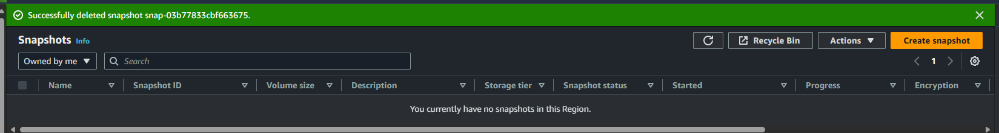 Successfully deleted snapshot snap-03b77833cbf663675.
Snapshots Info
Recycle Bin Actions Create snapshot
Owned by me Search 1
Name Snapshot ID Volume size Description Storage tier Snapshot status Started Progress Encryption
You currently have no snapshots in this Region.